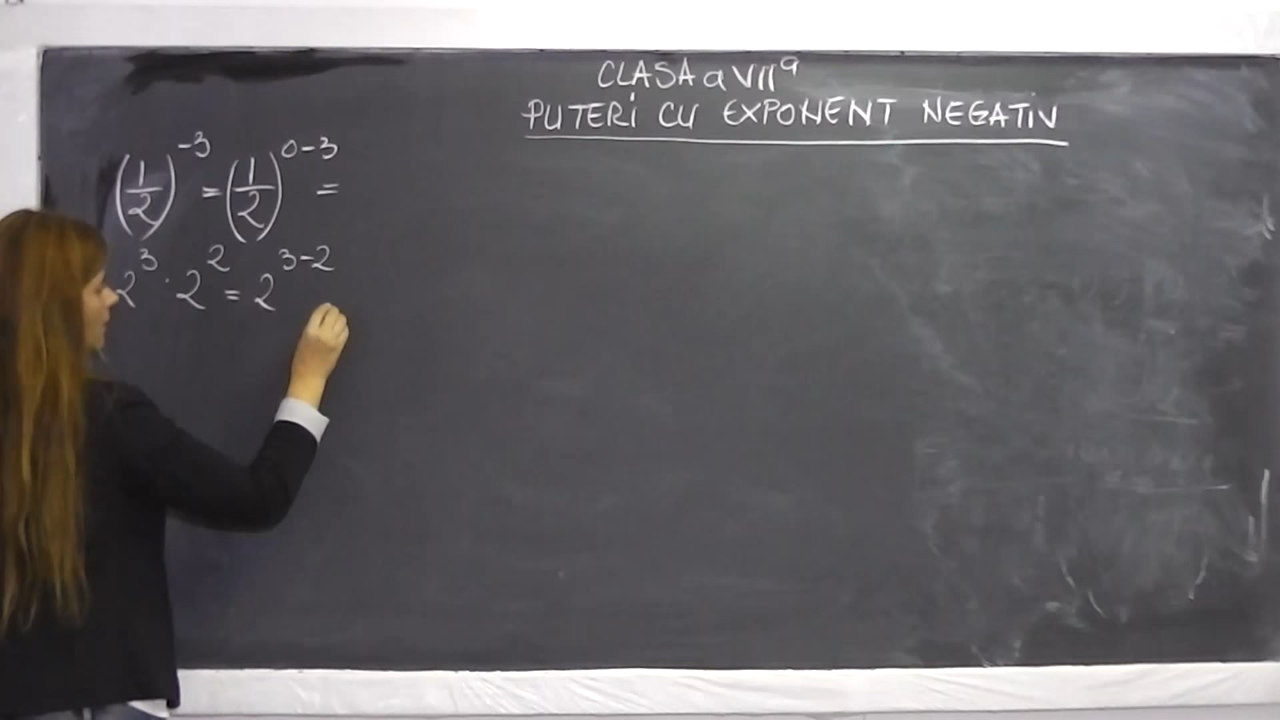 CLASA a VII a
PUTERI CU EXPONENT NEGATIV
(1/2)^-3 = (1/2)^0-3 =
2^3 · 2^2 = 2^3-2